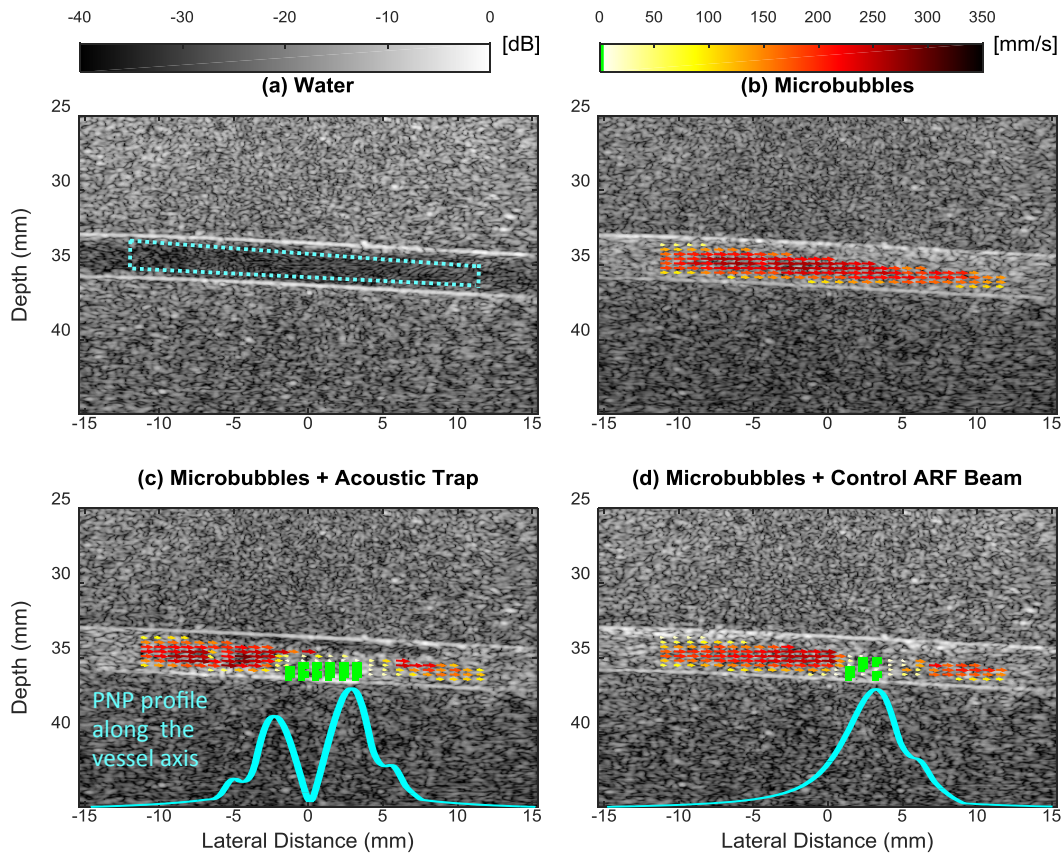 -40 -30 -20 -10 0
[dB]
0 50 100 150 200 250 300 350
[mm/s]
(a) Water
(b) Microbubbles
25
30
35
40
Depth (mm)
-15 -10 -5 0 5 10 15
25
30
35
40
-15 -10 -5 0 5 10 15
(c) Microbubbles + Acoustic Trap
(d) Microbubbles + Control ARF Beam
25
30
35
40
Depth (mm)
PNP profile
along the
vessel axis
-15 -10 -5 0 5 10 15
Lateral Distance (mm)
25
30
35
40
-15 -10 -5 0 5 10 15
Lateral Distance (mm)